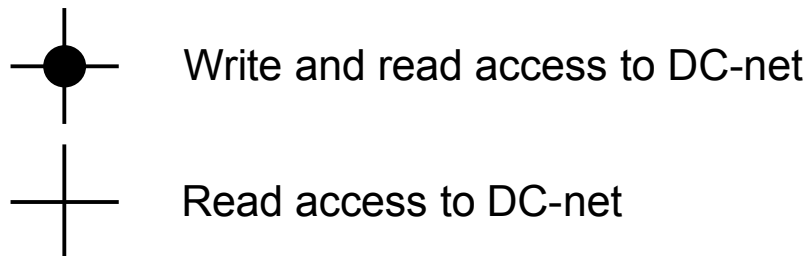 Write and read access to DC-net
Read access to DC-net